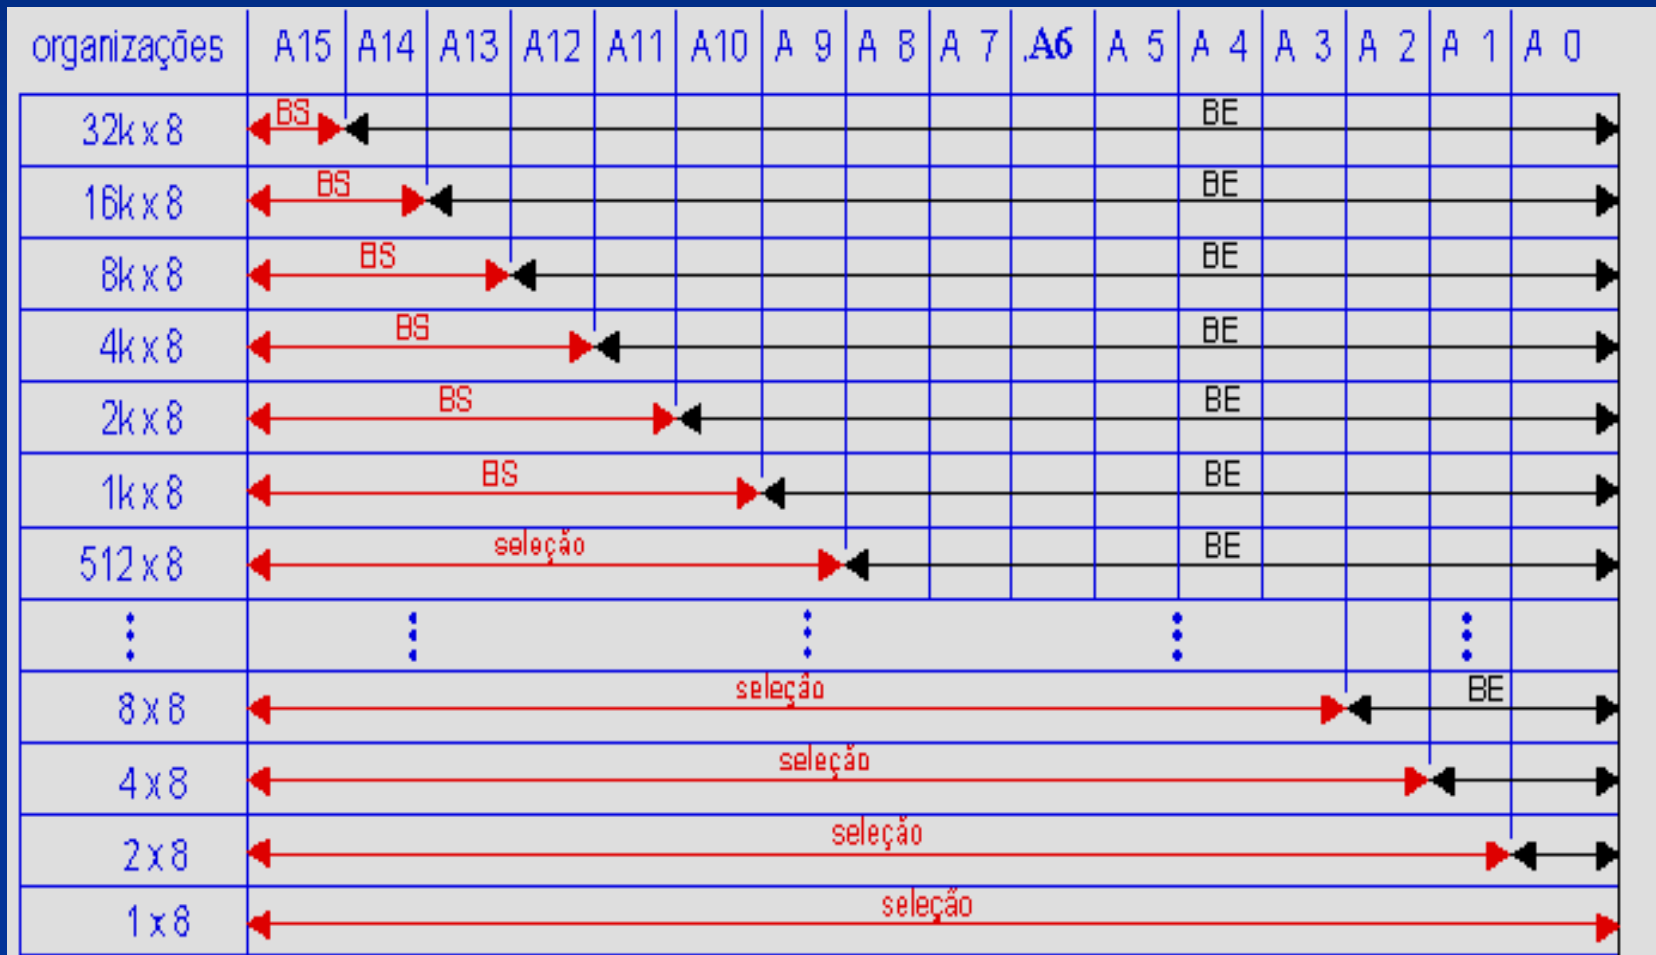 organizações A15 A14 A13 A12 A11 A10 A 9 A 8 A 7 .A6 A 5 A 4 A 3 A 2 A 1 A 0
32k x 8 BS BE
16k x 8 BS BE
8k x 8 BS BE
4k x 8 BS BE
2k x 8 BS BE
1k x 8 BS BE
512 x 8 seleção BE
8 x 8 seleção BE
4 x 8 seleção
2 x 8 seleção
1 x 8 seleção